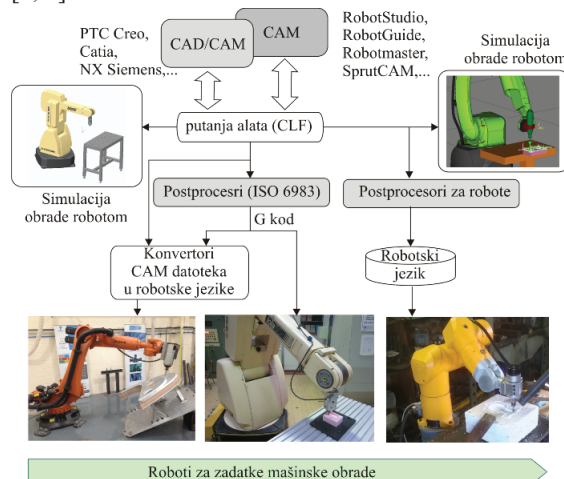 PTC Creo,
Catia,
NX Siemens,...
CAD/CAM
CAM
RobotStudio,
RobotGuide,
Robotmaster,
SprutCAM,...
Simulacija
obrade robotom
putanja alata (CLF)
Simulacija
obrade robotom
Postprocesri (ISO 6983)
Postprocesori za robote
G kod
Konvertori
CAM datoteka
u robotske jezike
Robotski
jezik
Roboti za zadatke mašinske obrade